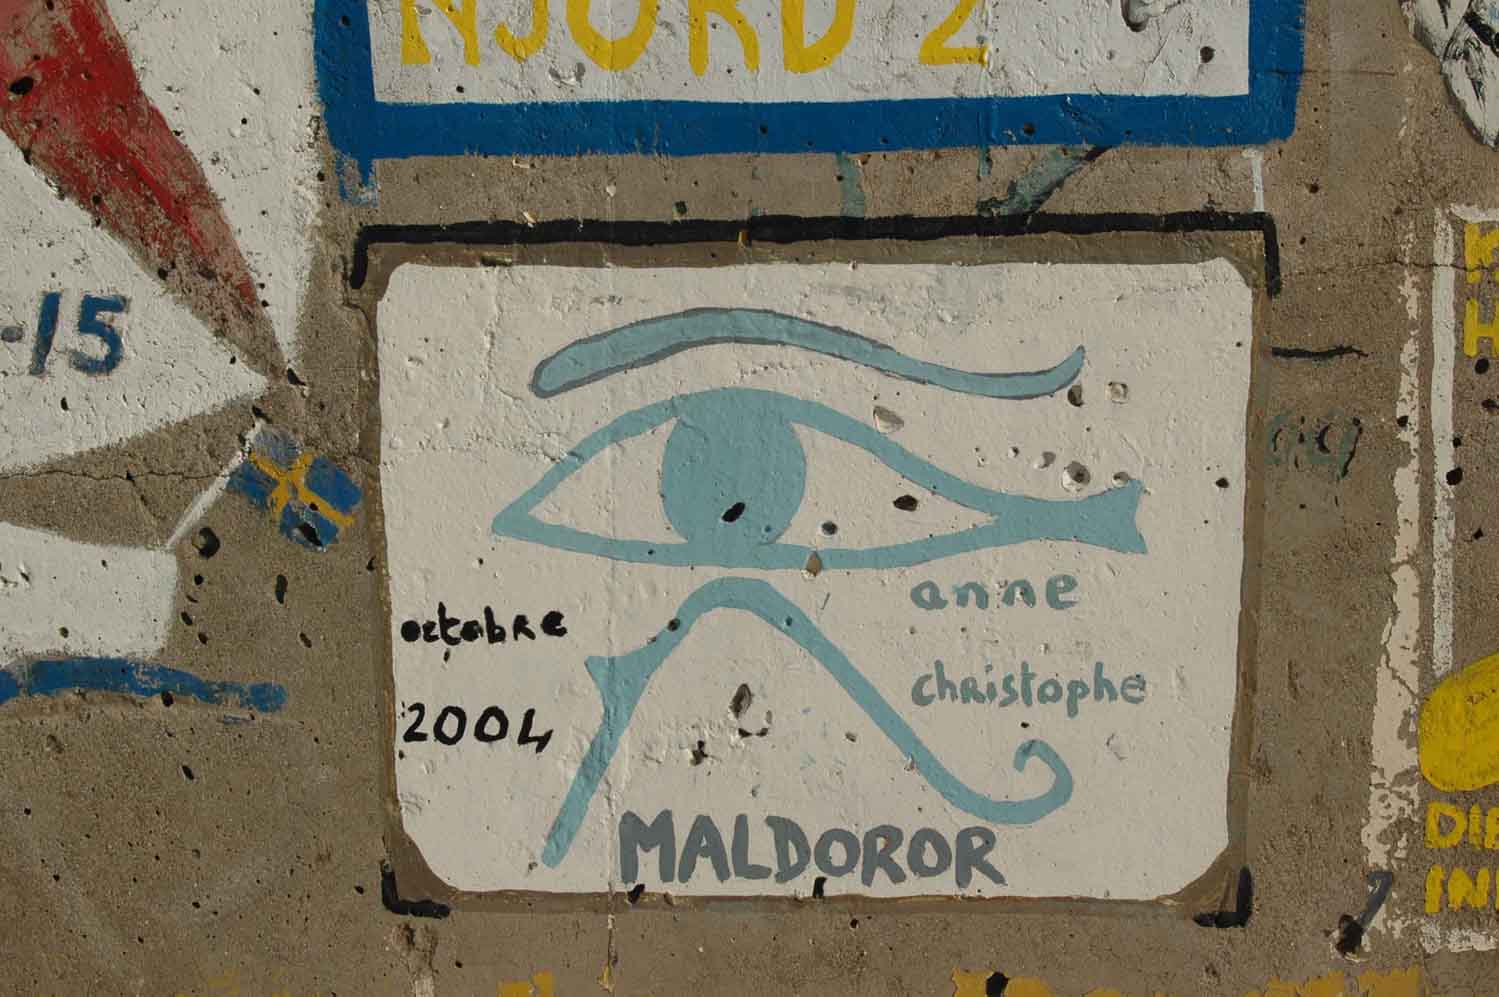 NJORD 2
-15
anne
octobre
christophe
2004
MALDOROR